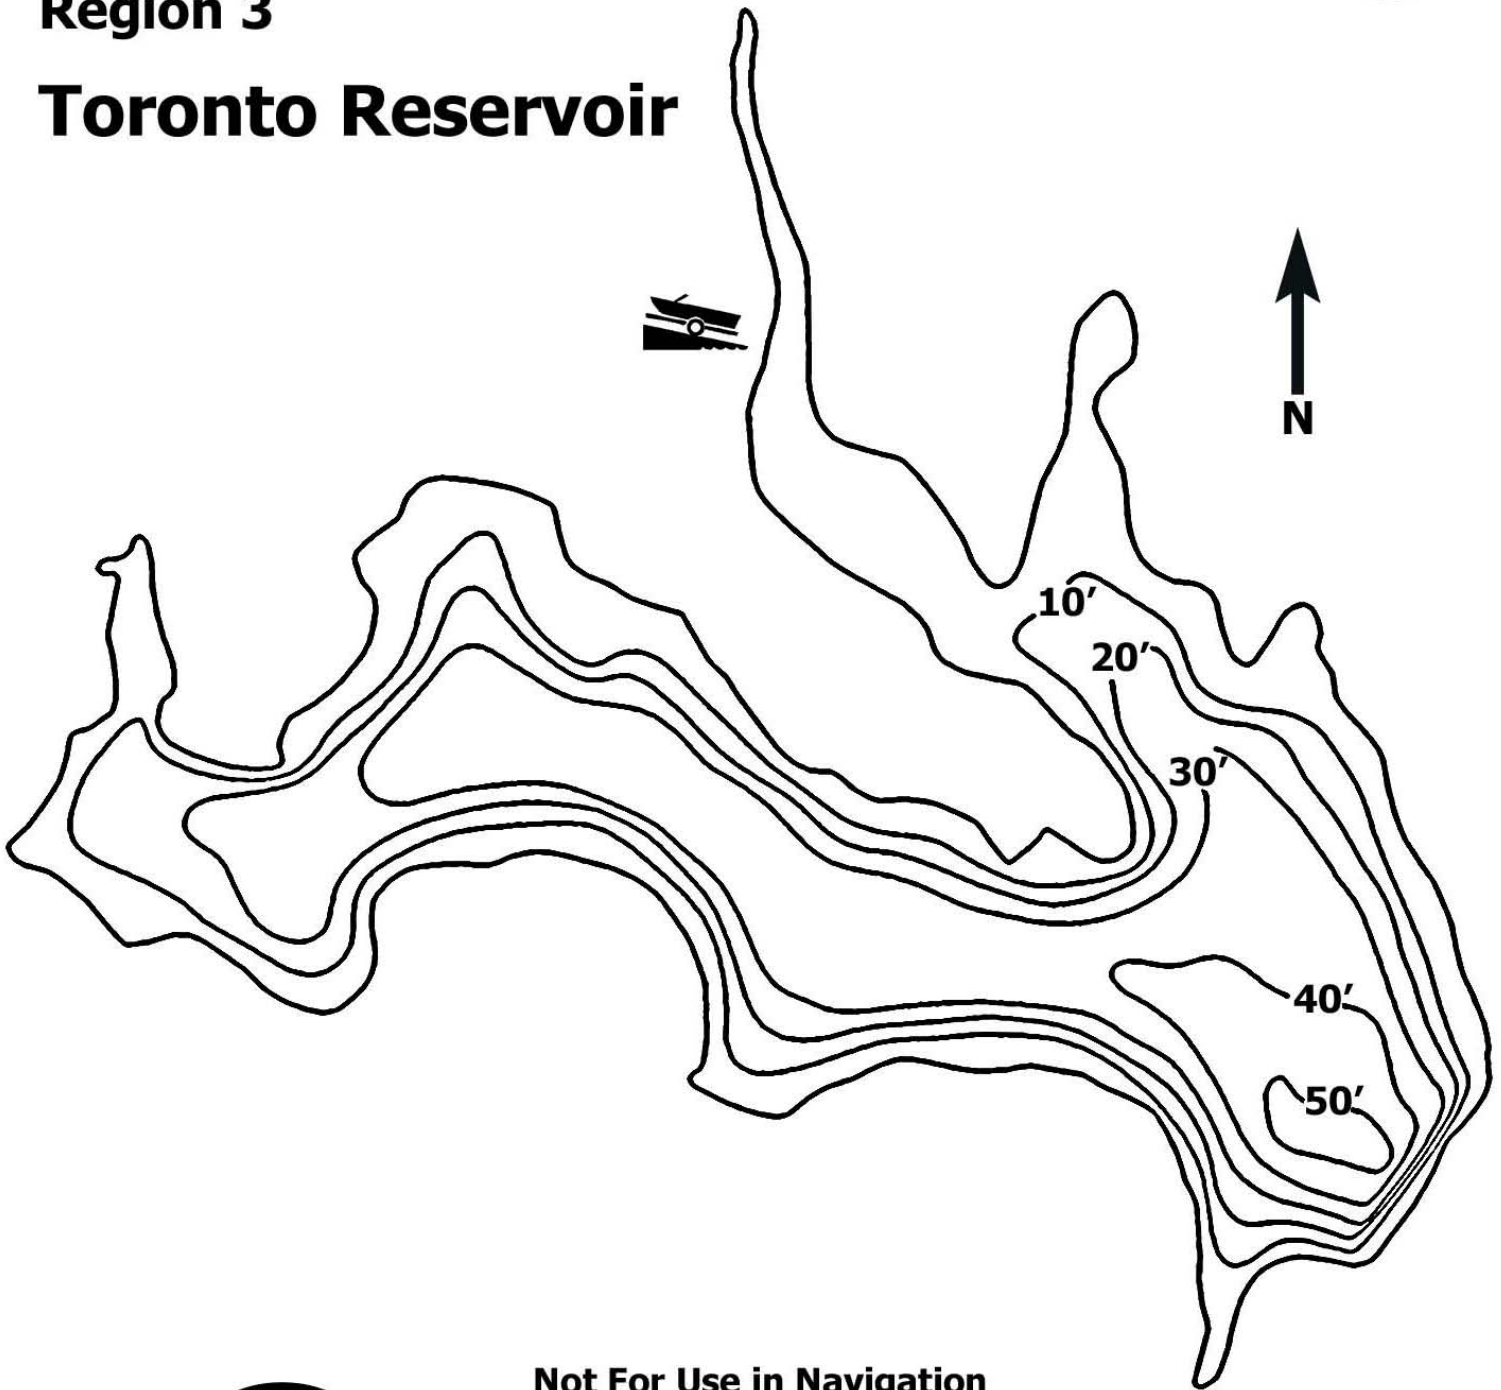 Region 3
Toronto Reservoir
N
10′
20′
30′
40′
50′
Not For Use in Navigation